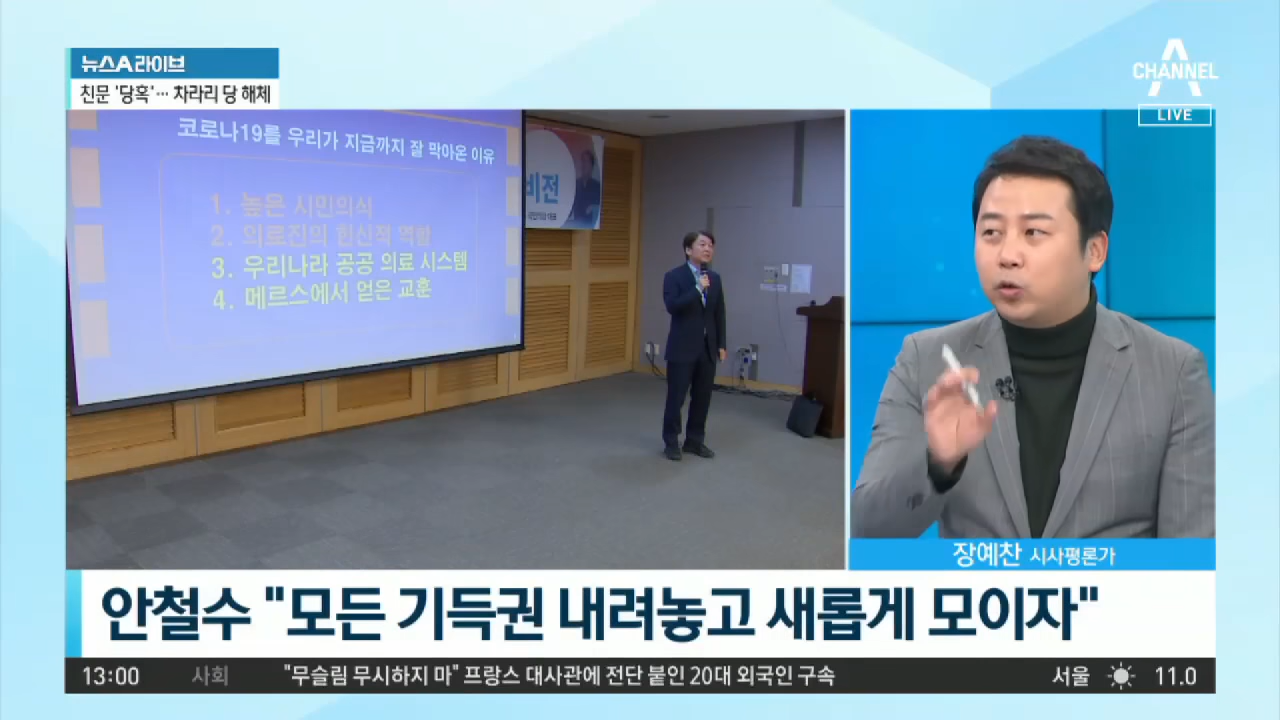 뉴스A 라이브
친문 '당혹'… 차라리 당 해체
CHANNEL A
LIVE
코로나19를 우리가 지금까지 잘 막아온 이유
1. 높은 시민의식
2. 의료진의 헌신적 역할
3. 우리나라 공공 의료 시스템
4. 메르스에서 얻은 교훈
비전
장예찬 시사평론가
안철수 "모든 기득권 내려놓고 새롭게 모이자"
13:00 사회 "무슬림 무시하지 마" 프랑스 대사관에 전단 붙인 20대 외국인 구속 서울 11.0